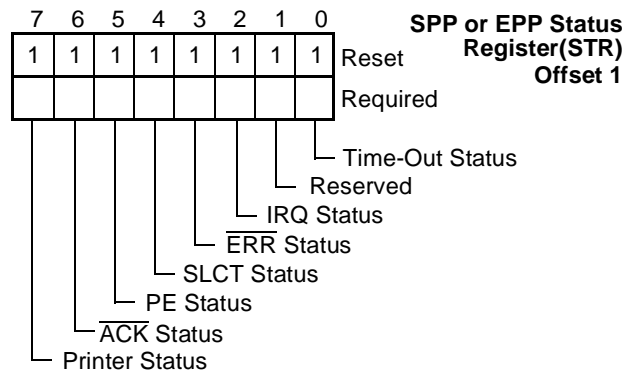 7 6 5 4 3 2 1 0
SPP or EPP Status
Register(STR)
Offset 1
1 1 1 1 1 1 1 1 Reset
Required
Time-Out Status
Reserved
IRQ Status
E̅R̅R̅ Status
SLCT Status
PE Status
A̅C̅K̅ Status
Printer Status